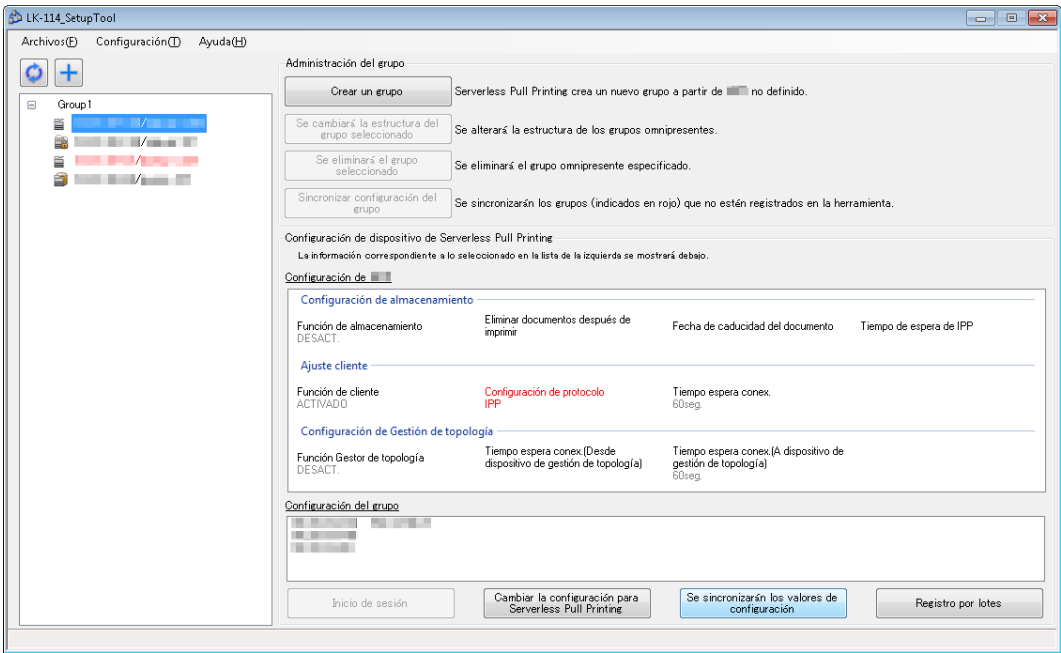 LK-114_SetupTool
Archivos(F) Configuración(T) Ayuda(H)
Group1
/
/
/
/
Administración del grupo
Crear un grupo
Serverless Pull Printing crea un nuevo grupo a partir de no definido.
Se cambiará la estructura del
grupo seleccionado
Se alterará la estructura de los grupos omnipresentes.
Se eliminará el grupo
seleccionado
Se eliminará el grupo omnipresente especificado.
Sincronizar configuración del
grupo
Se sincronizarán los grupos (indicados en rojo) que no están registrados en la herramienta.
Configuración de dispositivo de Serverless Pull Printing
La información correspondiente a lo seleccionado en la lista de la izquierda se mostrará debajo.
Configuración de
Configuración de almacenamiento
Función de almacenamiento
DESACT.
Eliminar documentos después de
imprimir
Fecha de caducidad del documento
Tiempo de espera de IPP
Ajuste cliente
Función de cliente
ACTIVADO
Configuración de protocolo
IPP
Tiempo espera conex.
60seg.
Configuración de Gestión de topología
Función Gestor de topología
DESACT.
Tiempo espera conex.(Desde
dispositivo de gestión de topología)
Tiempo espera conex.(A dispositivo de
gestión de topología)
60seg.
Configuración del grupo
Inicio de sesión
Cambiar la configuración para
Serverless Pull Printing
Se sincronizarán los valores de
configuración
Registro por lotes